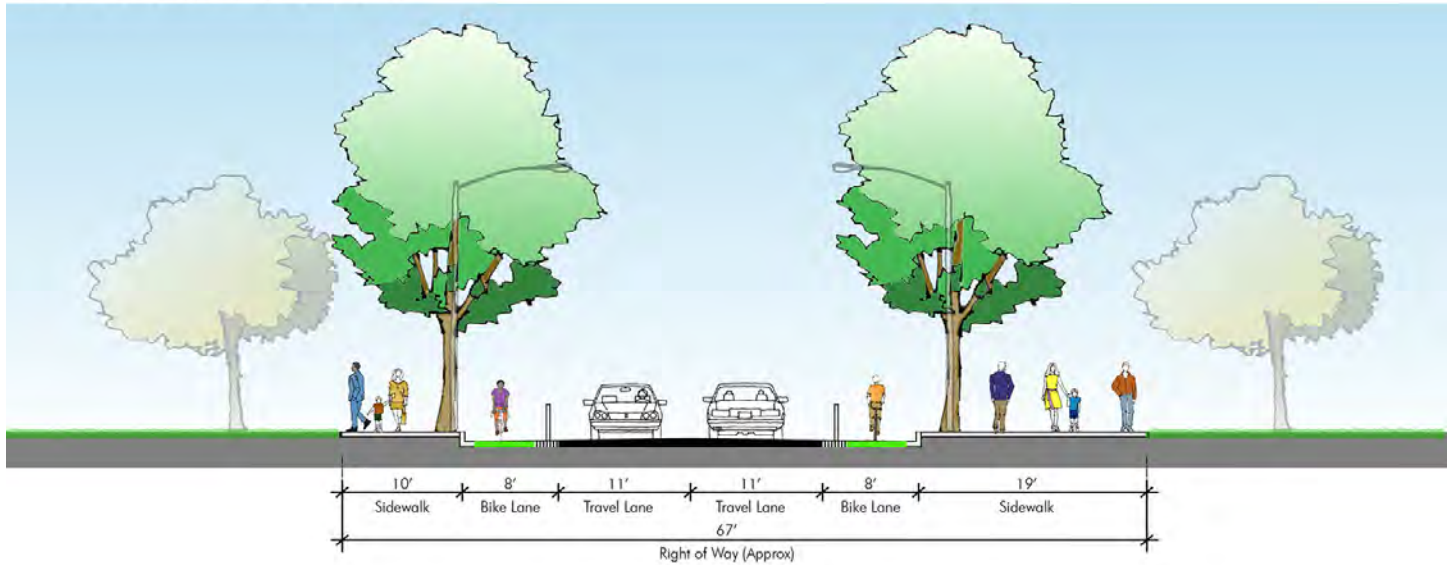 10' 8' 11' 11' 8' 19'
Sidewalk Bike Lane Travel Lane Travel Lane Bike Lane Sidewalk
67'
Right of Way (Approx)